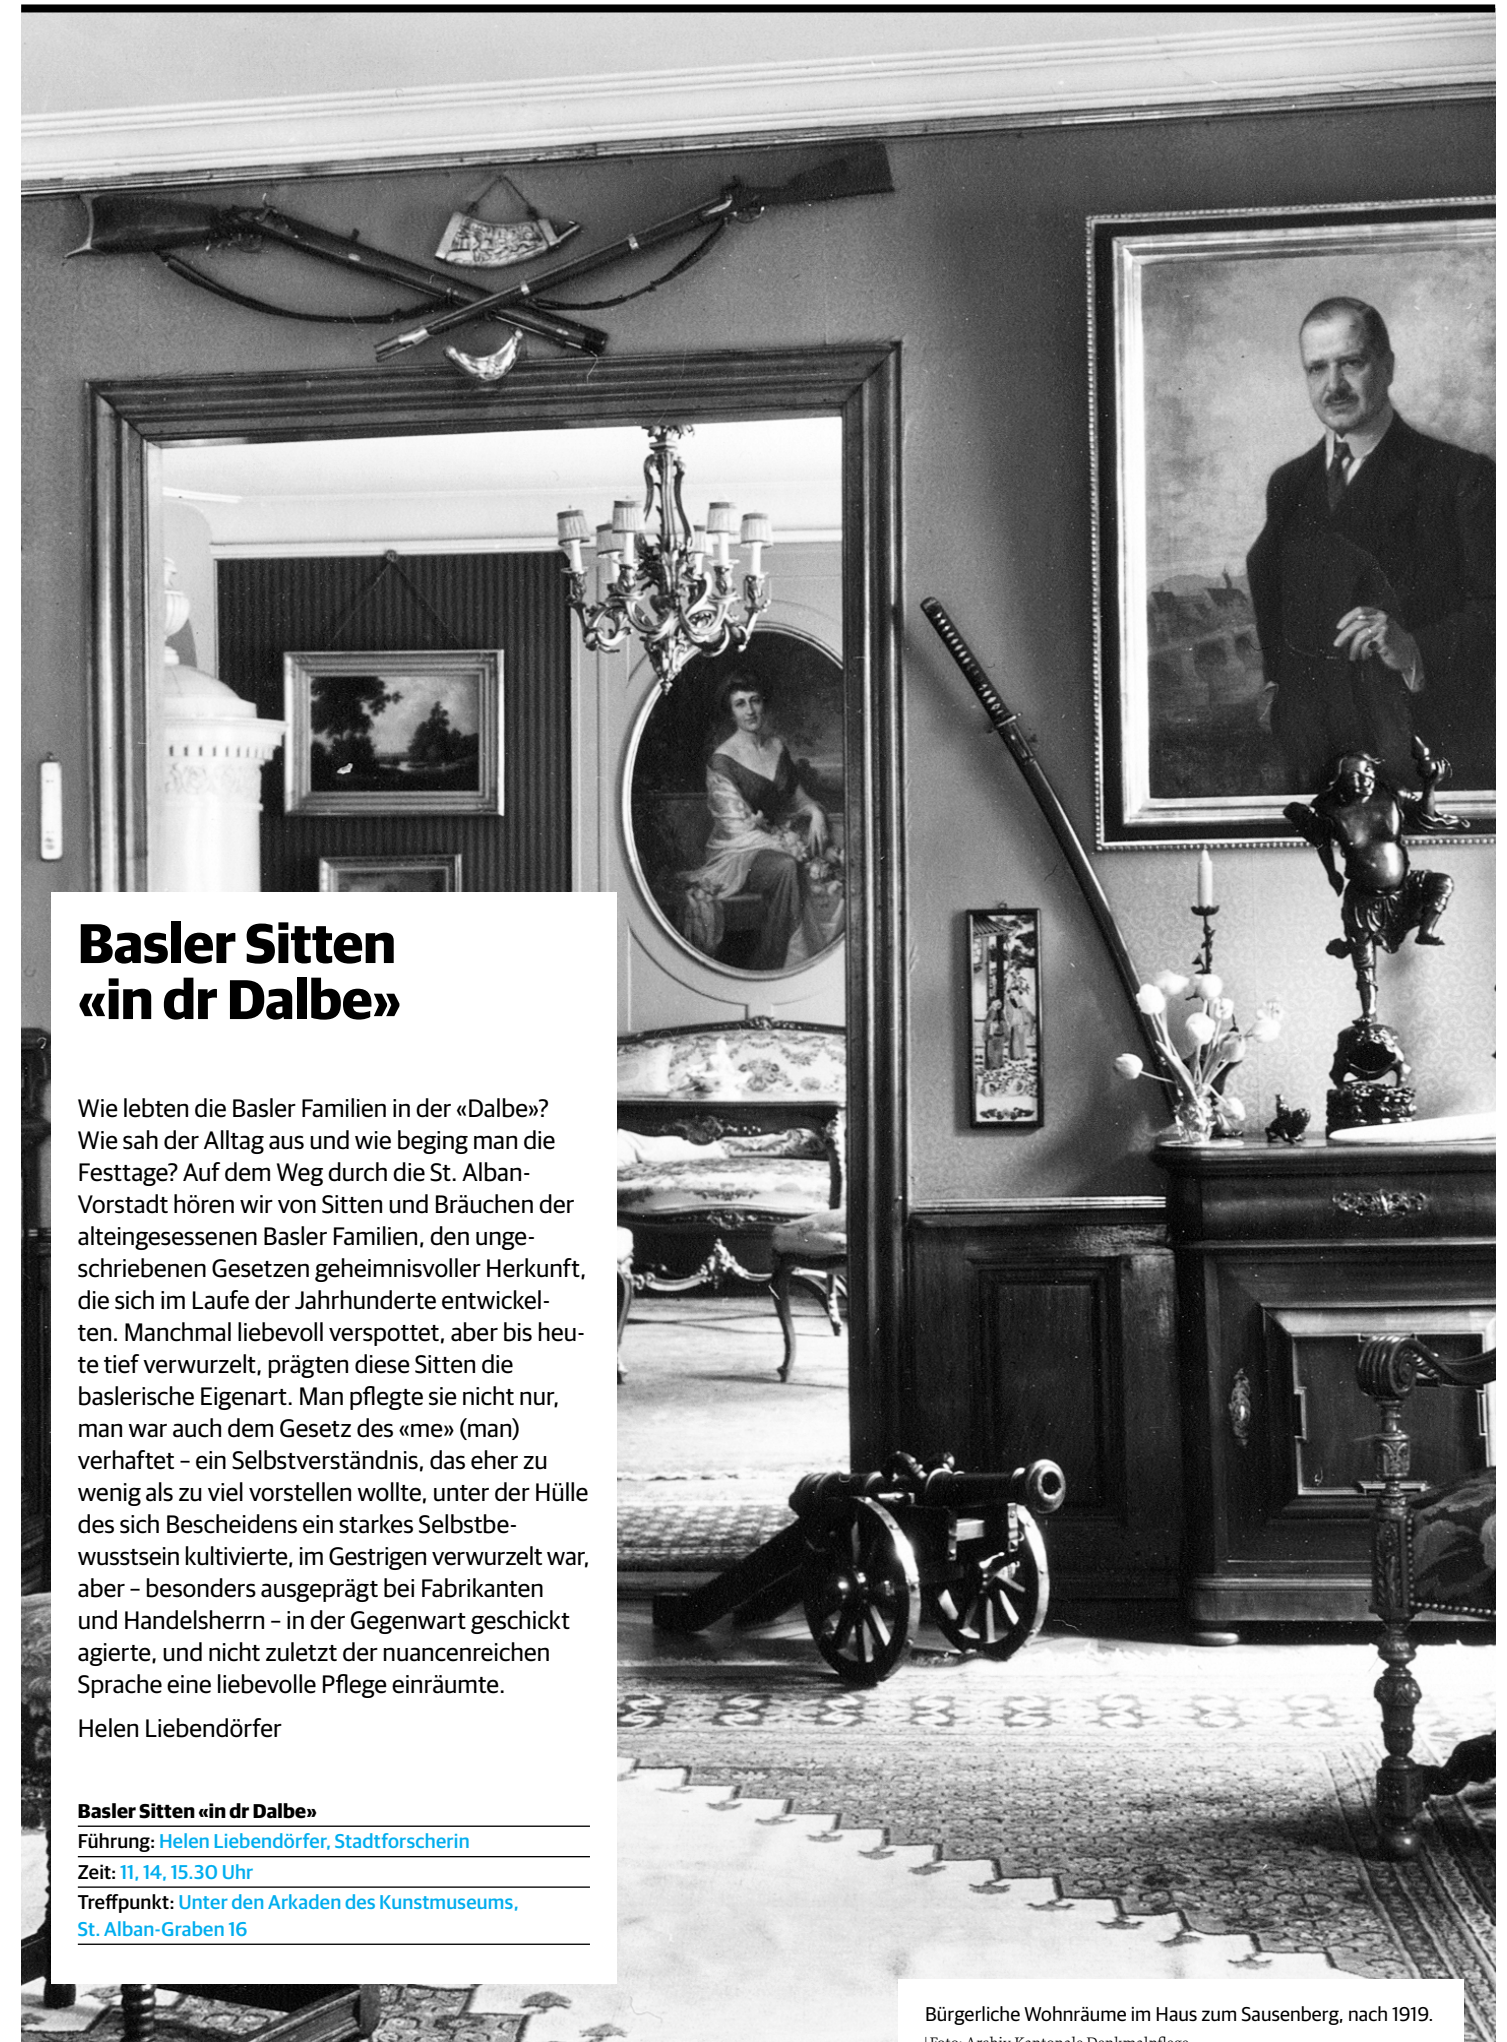 Basler Sitten
«in dr Dalbe»
Wie lebten die Basler Familien in der «Dalbe»?
Wie sah der Alltag aus und wie beging man die
Festtage? Auf dem Weg durch die St. Alban-
Vorstadt hören wir von Sitten und Bräuchen der
alteingesessenen Basler Familien, den unge-
schriebenen Gesetzen geheimnisvoller Herkunft,
die sich im Laufe der Jahrhunderte entwickel-
ten. Manchmal liebevoll verspottet, aber bis heu-
te tief verwurzelt, prägten diese Sitten die
baslerische Eigenart. Man pflegte sie nicht nur,
man war auch dem Gesetz des «me» (man)
verhaftet – ein Selbstverständnis, das eher zu
wenig als zu viel vorstellen wollte, unter der Hülle
des sich Bescheidens ein starkes Selbstbe-
wusstsein kultivierte, im Gestrigen verwurzelt war,
aber – besonders ausgeprägt bei Fabrikanten
und Handelsherrn – in der Gegenwart geschickt
agierte, und nicht zuletzt der nuancenreichen
Sprache eine liebevolle Pflege einräumte.
Helen Liebendörfer
Basler Sitten «in dr Dalbe»
Führung: Helen Liebendörfer, Stadtforscherin
Zeit: 11, 14, 15.30 Uhr
Treffpunkt: Unter den Arkaden des Kunstmuseums,
St. Alban-Graben 16
Bürgerliche Wohnräume im Haus zum Sausenberg, nach 1919.
| Foto: Archiv Kantonale Denkmalpflege